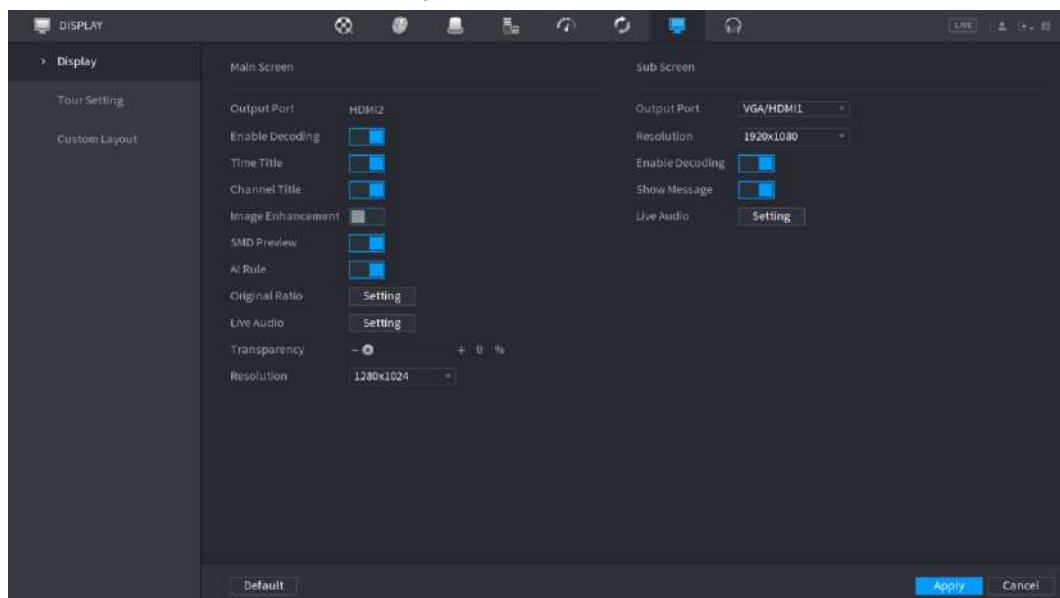 DISPLAY
LIVE
Display
Tour Setting
Custom Layout
Main Screen
Output Port HDMI2
Enable Decoding
Time Title
Channel Title
Image Enhancement
SMD Preview
AI Rule
Original Ratio Setting
Live Audio Setting
Transparency - + 0 %
Resolution 1280x1024
Sub Screen
Output Port VGA/HDMI1
Resolution 1920x1080
Enable Decoding
Show Message
Live Audio Setting
Default
Apply Cancel